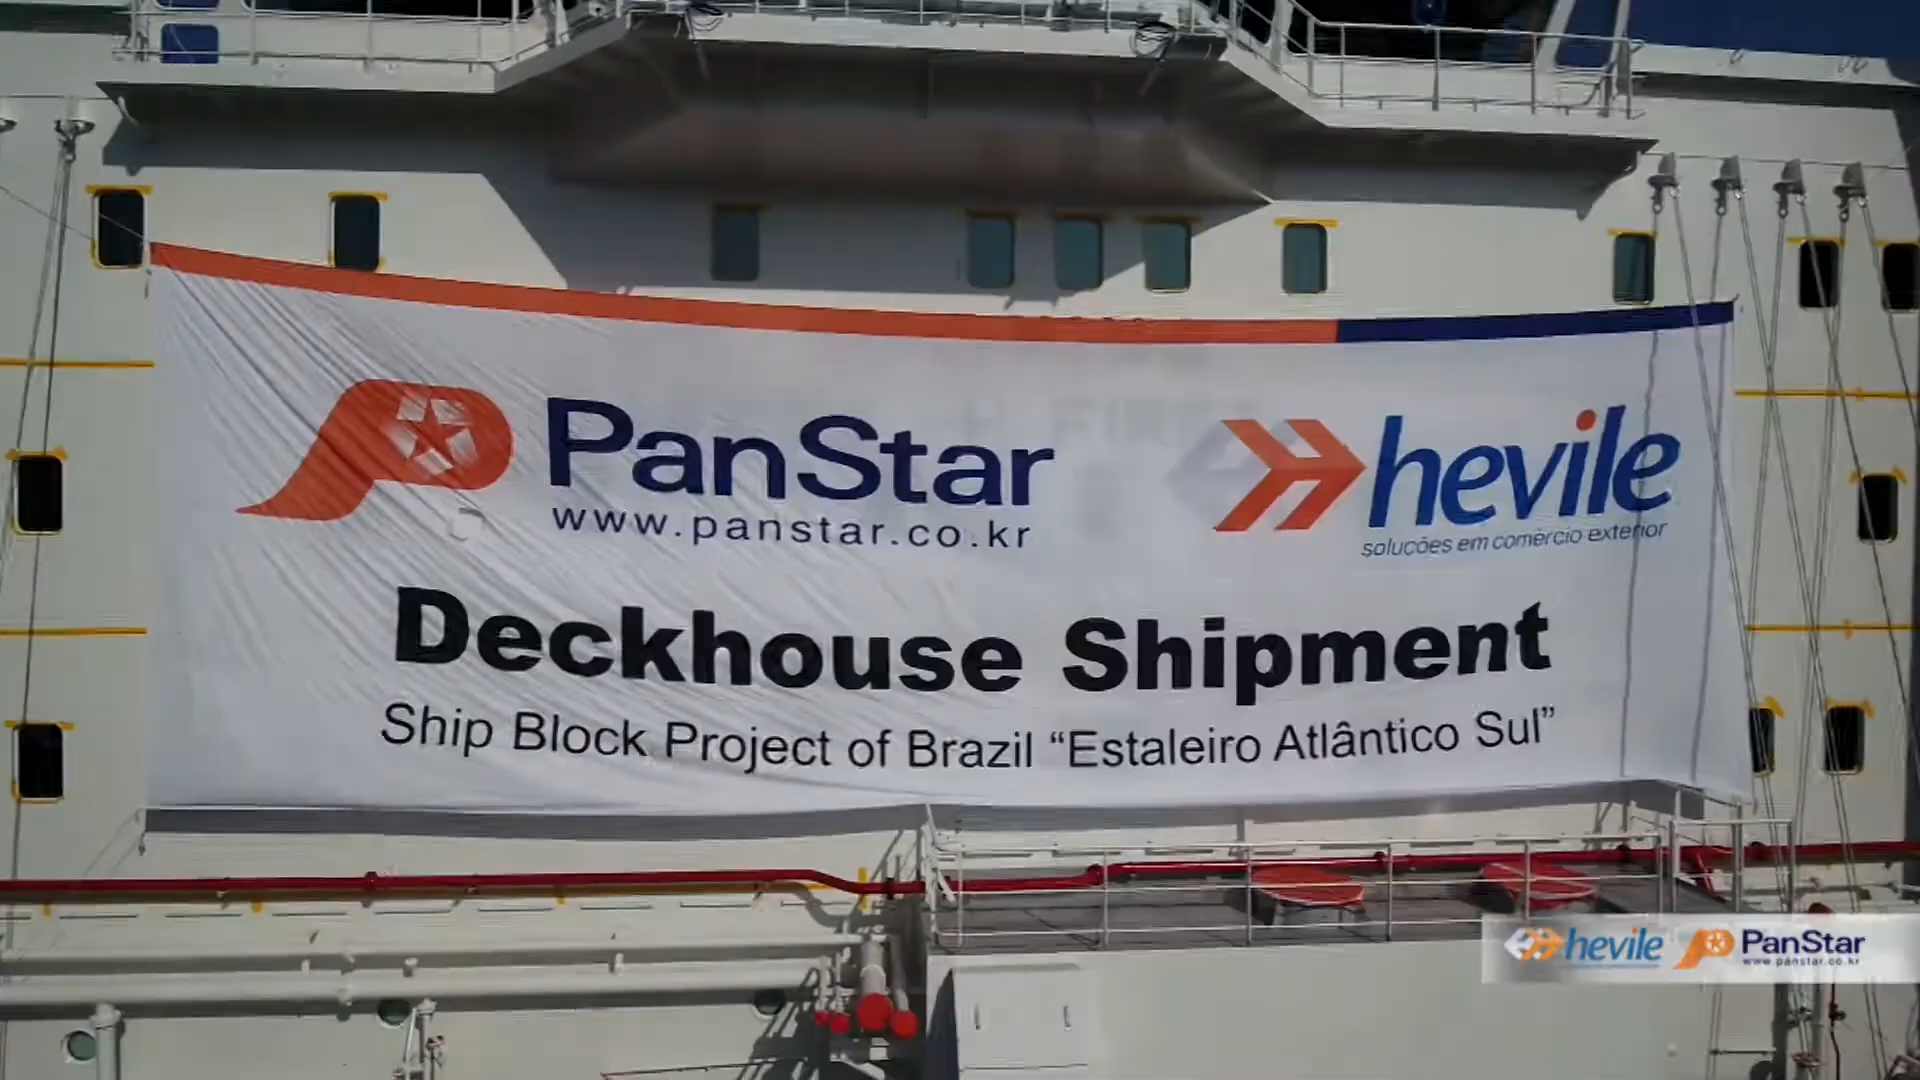 PanStar
www.panstar.co.kr
hevile
soluções em comércio exterior
Deckhouse Shipment
Ship Block Project of Brazil “Estaleiro Atlântico Sul”
hevile
PanStar
www.panstar.co.kr